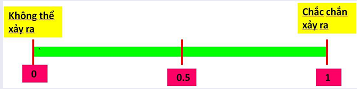 Không thể
xảy ra
Chắc chắn
xảy ra
0
0.5
1